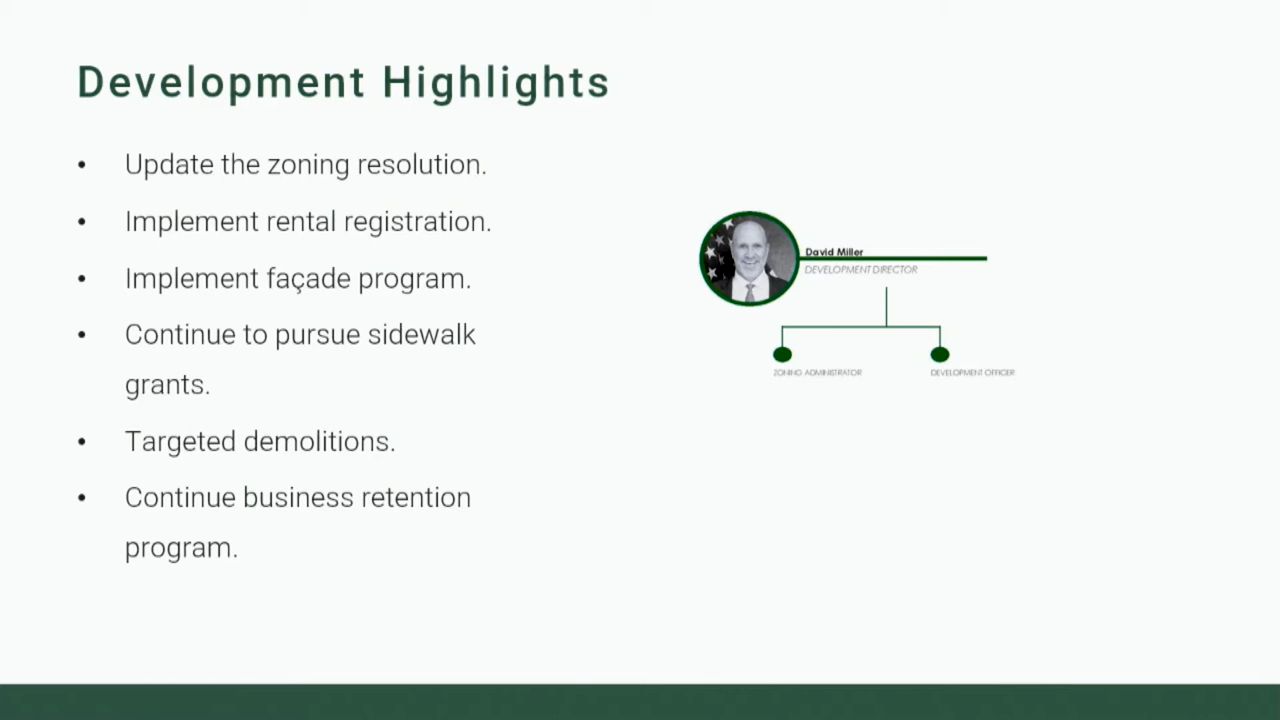 Development Highlights
• Update the zoning resolution.
• Implement rental registration.
• Implement façade program.
• Continue to pursue sidewalk
grants.
• Targeted demolitions.
• Continue business retention
program.
David Miller
DEVELOPMENT DIRECTOR
ZONING ADMINISTRATOR
DEVELOPMENT OFFICER